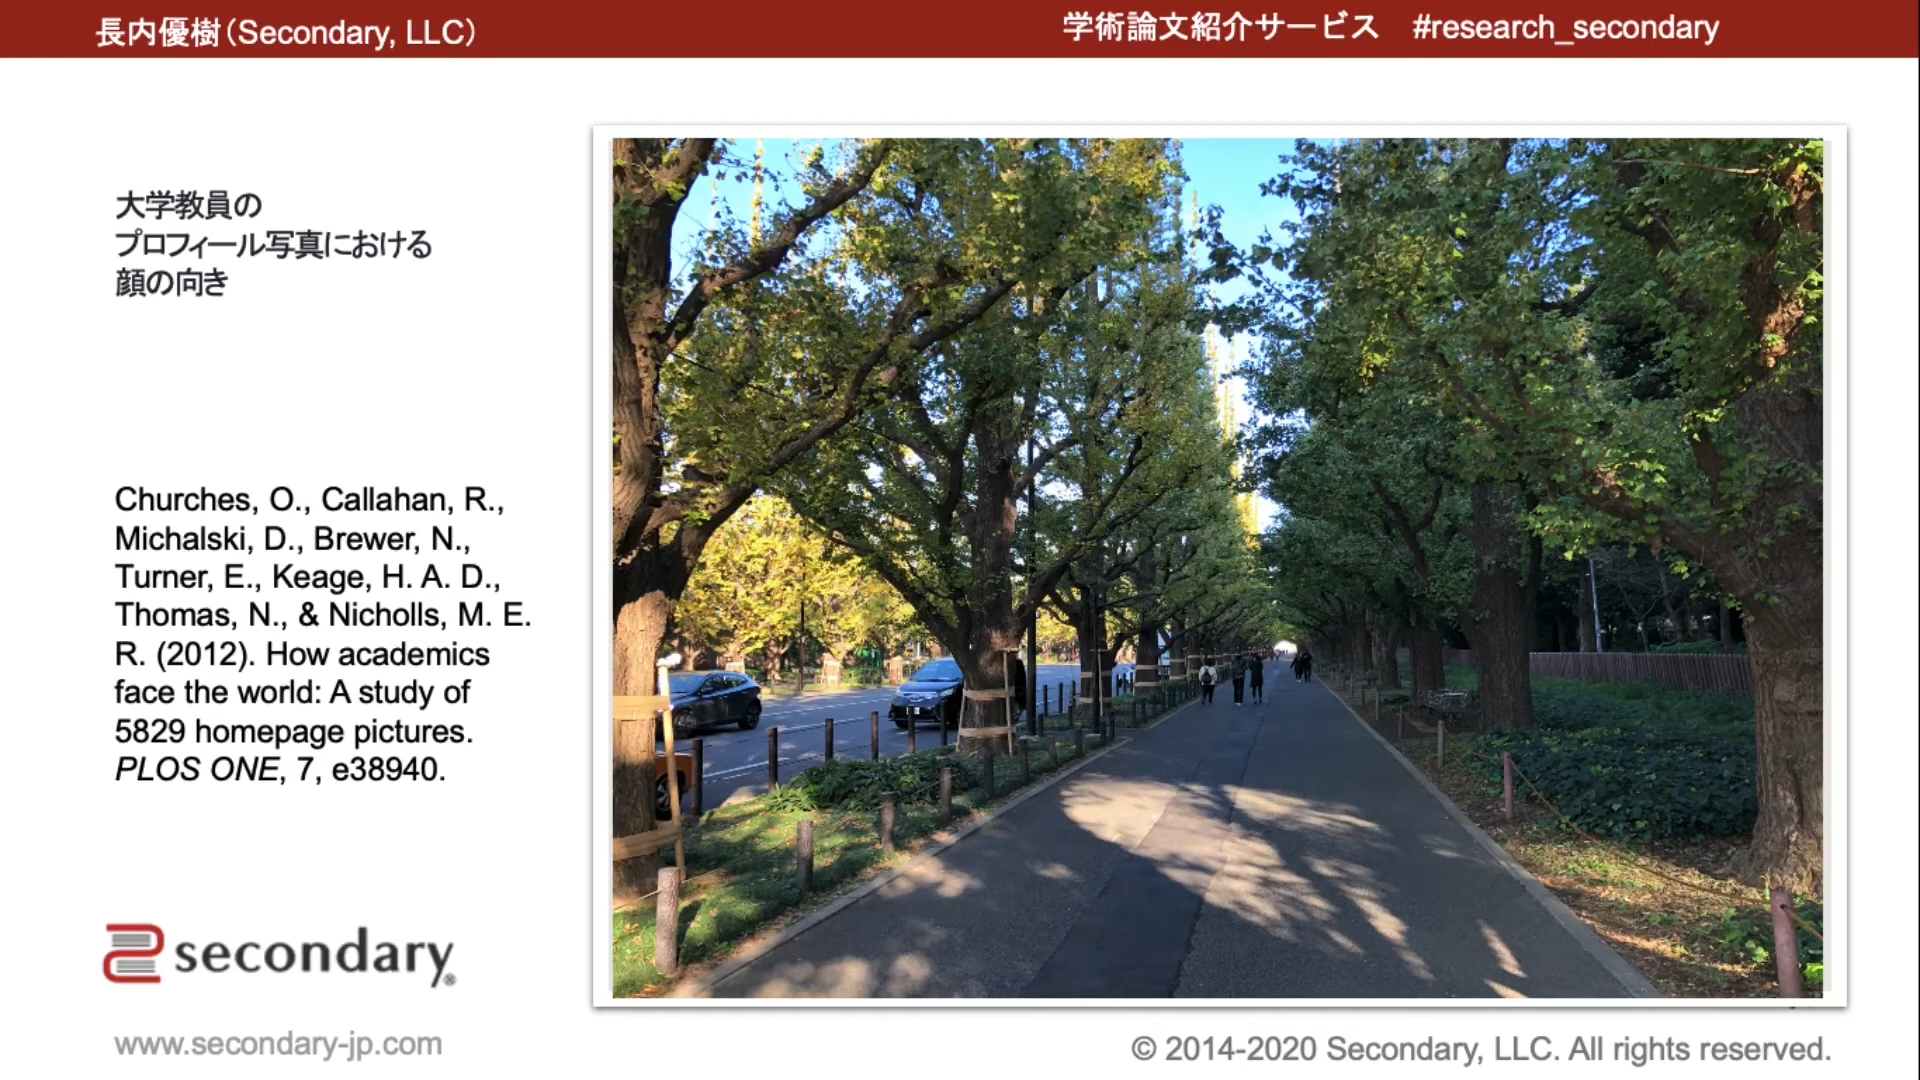 長内優樹（Secondary, LLC）
学術論文紹介サービス　#research_secondary
大学教員の
プロフィール写真における
顔の向き
Churches, O., Callahan, R.,
Michalski, D., Brewer, N.,
Turner, E., Keage, H. A. D.,
Thomas, N., & Nicholls, M. E.
R. (2012). How academics
face the world: A study of
5829 homepage pictures.
PLOS ONE, 7, e38940.
secondary®
www.secondary-jp.com
© 2014-2020 Secondary, LLC. All rights reserved.